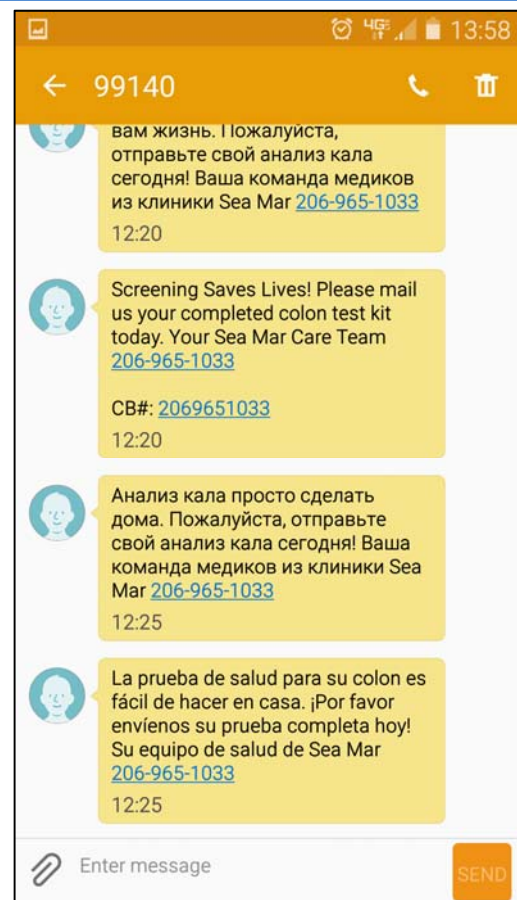 4G 13:58
99140
вам жизнь. Пожалуйста,
отправьте свой анализ кала
сегодня! Ваша команда медиков
из клиники Sea Mar 206-965-1033
12:20
Screening Saves Lives! Please mail
us your completed colon test kit
today. Your Sea Mar Care Team
206-965-1033
CB#: 2069651033
12:20
Анализ кала просто сделать
дома. Пожалуйста, отправьте
свой анализ кала сегодня! Ваша
команда медиков из клиники Sea
Mar 206-965-1033
12:25
La prueba de salud para su colon es
fácil de hacer en casa. ¡Por favor
envíenos su prueba completa hoy!
Su equipo de salud de Sea Mar
206-965-1033
12:25
Enter message
SEND